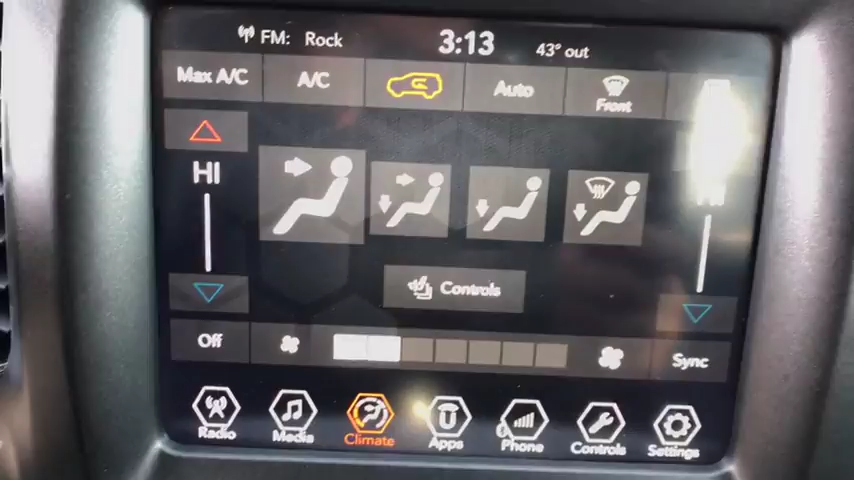 FM: Rock 3:13 43° out
Max A/C A/C Auto Front
HI
Controls
Off Sync
Radio Media Climate Apps Phone Controls Settings